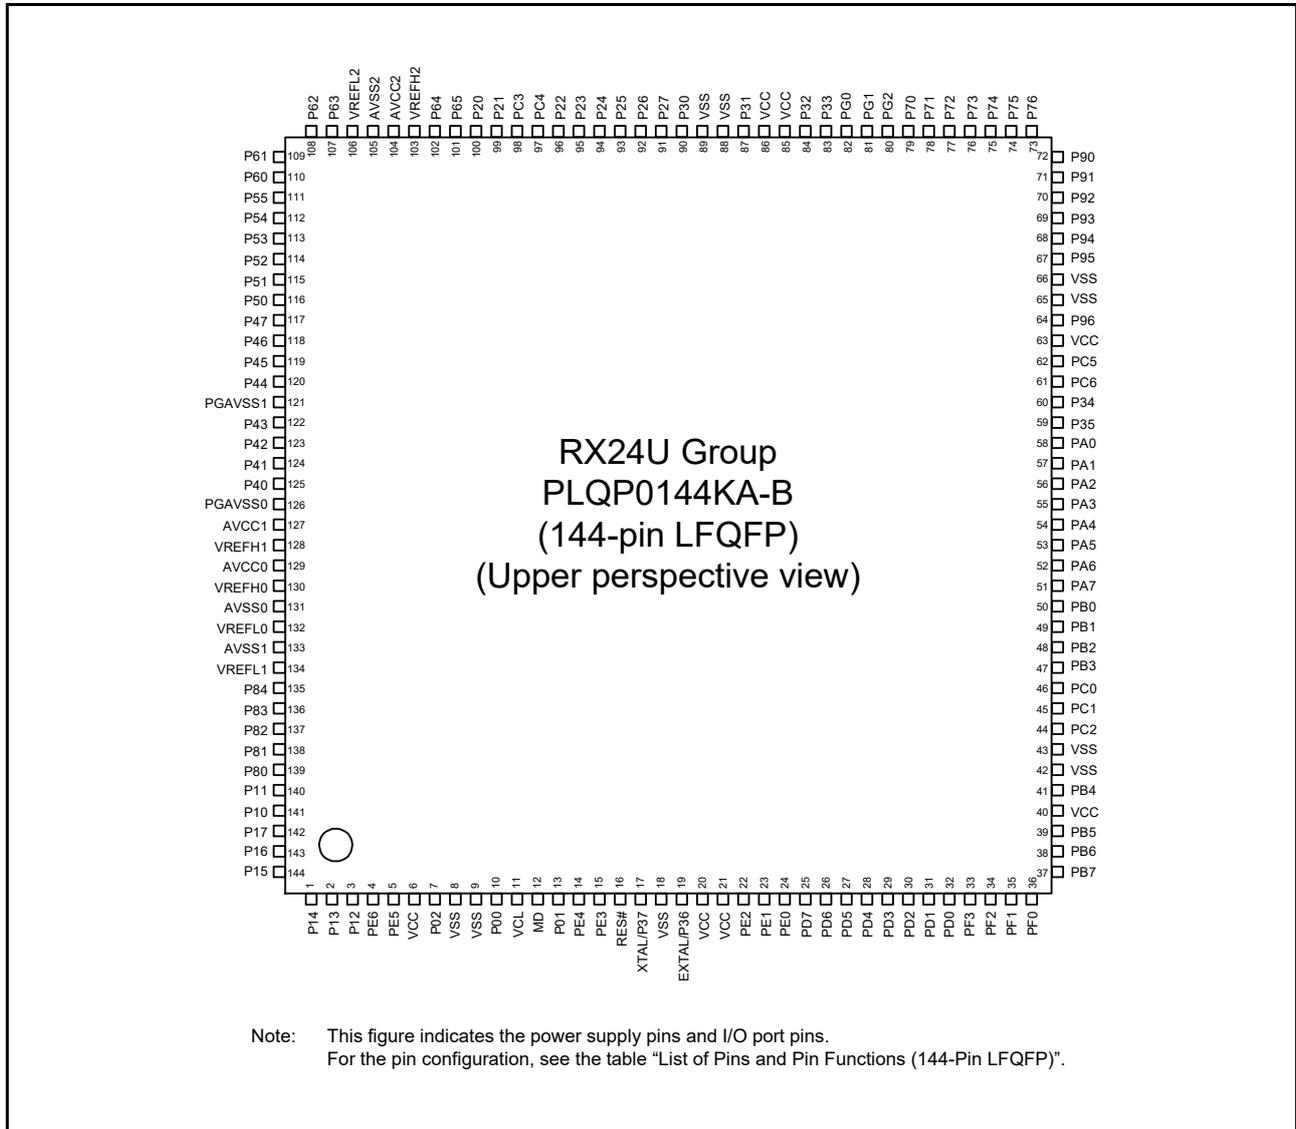 P62 P63 VREFL2 AVSS2 AVCC2 VREFH2 P64 P65 P20 P21 PC3 PC4 P22 P23 P24 P25 P26 P27 P30 VSS VSS P31 VCC VCC P32 P33 PG0 PG1 PG2 P70 P71 P72 P73 P74 P75 P76
108 107 106 105 104 103 102 101 100 99 98 97 96 95 94 93 92 91 90 89 88 87 86 85 84 83 82 81 80 79 78 77 76 75 74 73
P61 109 72 P90
P60 110 71 P91
P55 111 70 P92
P54 112 69 P93
P53 113 68 P94
P52 114 67 P95
P51 115 66 VSS
P50 116 65 VSS
P47 117 64 P96
P46 118 63 VCC
P45 119 62 PC5
P44 120 61 PC6
PGAVSS1 121 60 P34
P43 122 59 P35
P42 123 58 PA0
P41 124 57 PA1
P40 125 56 PA2
PGAVSS0 126 55 PA3
AVCC1 127 54 PA4
VREFH1 128 53 PA5
AVCC0 129 52 PA6
VREFH0 130 51 PA7
AVSS0 131 50 PB0
VREFL0 132 49 PB1
AVSS1 133 48 PB2
VREFL1 134 47 PB3
P84 135 46 PC0
P83 136 45 PC1
P82 137 44 PC2
P81 138 43 VSS
P80 139 42 VSS
P11 140 41 PB4
P10 141 40 VCC
P17 142 39 PB5
P16 143 38 PB6
P15 144 37 PB7
RX24U Group
PLQP0144KA-B
(144-pin LFQFP)
(Upper perspective view)
1 2 3 4 5 6 7 8 9 10 11 12 13 14 15 16 17 18 19 20 21 22 23 24 25 26 27 28 29 30 31 32 33 34 35 36
P14 P13 P12 PE6 PE5 VCC P02 VSS VSS P00 VCL MD P01 PE4 PE3 RES# XTAL/P37 VSS EXTAL/P36 VCC VCC PE2 PE1 PE0 PD7 PD6 PD5 PD4 PD3 PD2 PD1 PD0 PF3 PF2 PF1 PF0
Note: This figure indicates the power supply pins and I/O port pins.
For the pin configuration, see the table “List of Pins and Pin Functions (144-Pin LFQFP)”.